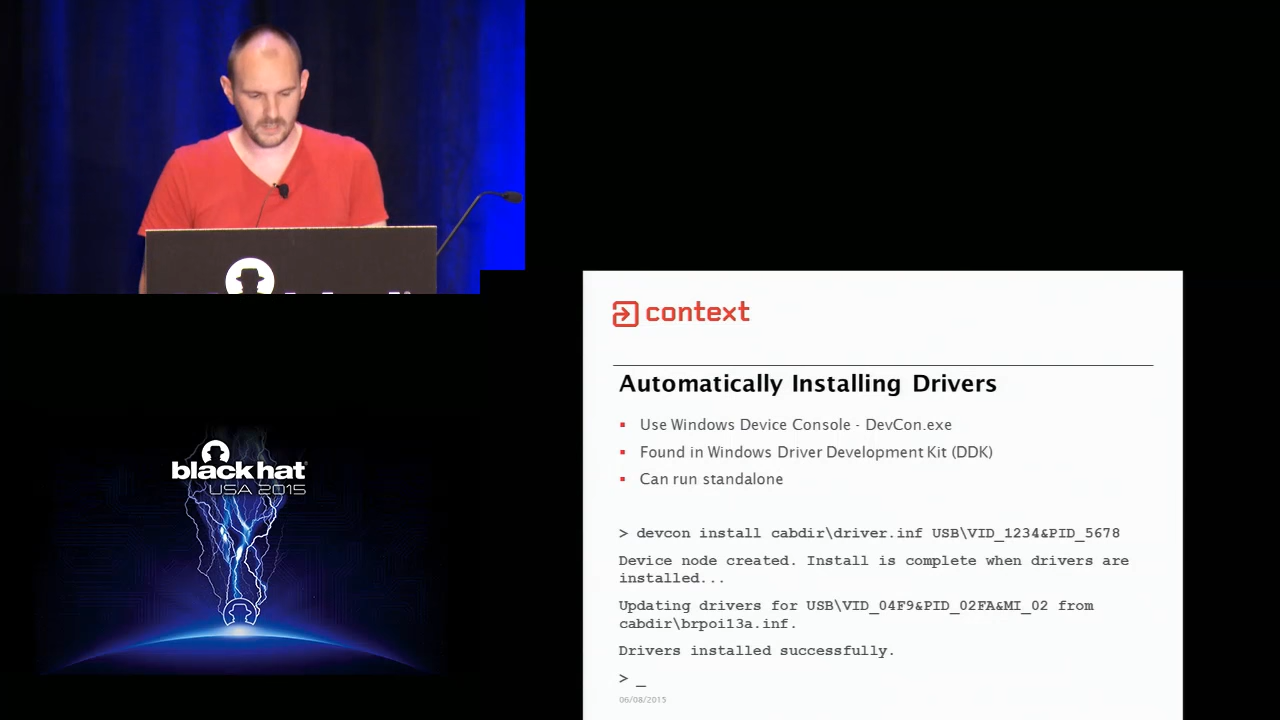 context
Automatically Installing Drivers
▪ Use Windows Device Console - DevCon.exe
▪ Found in Windows Driver Development Kit (DDK)
▪ Can run standalone
> devcon install cabdir\driver.inf USB\VID_1234&PID_5678
Device node created. Install is complete when drivers are
installed...
Updating drivers for USB\VID_04F9&PID_02FA&MI_02 from
cabdir\brpoi13a.inf.
Drivers installed successfully.
> _
06/08/2015
black hat
USA 2015